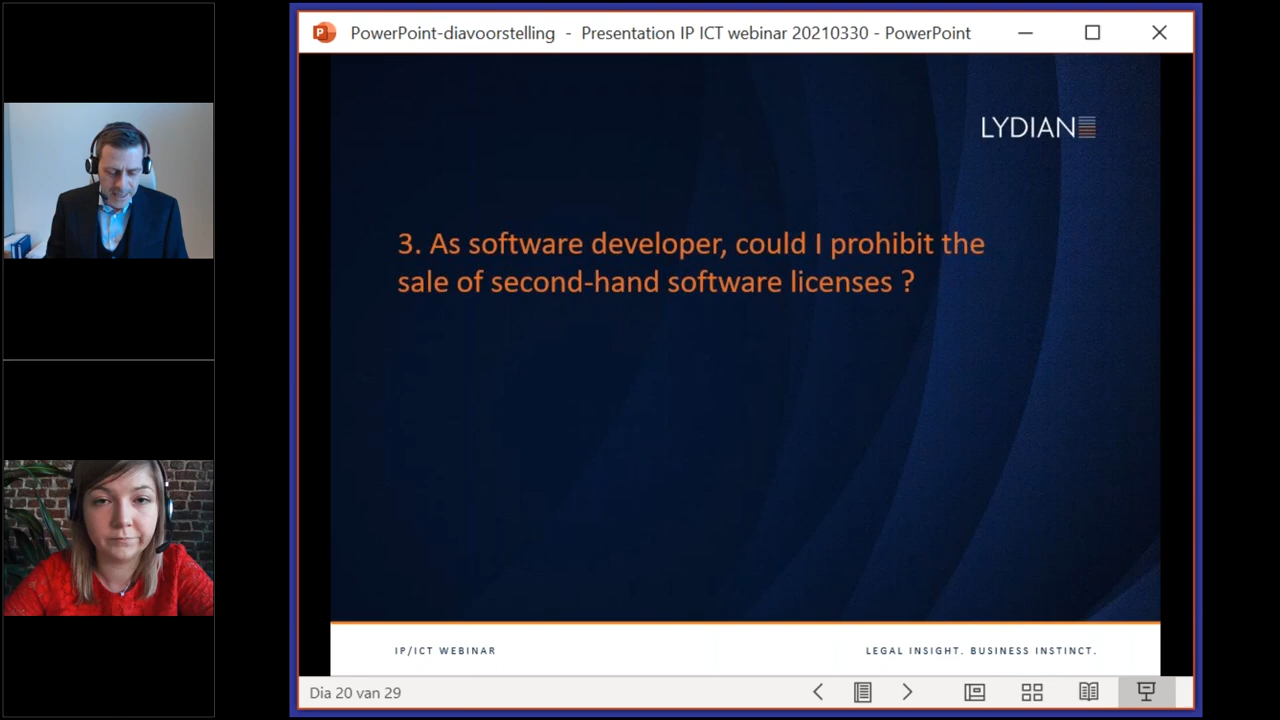 PowerPoint-diavoorstelling - Presentation IP ICT webinar 20210330 - PowerPoint
LYDIAN
3. As software developer, could I prohibit the
sale of second-hand software licenses ?
IP/ICT WEBINAR
LEGAL INSIGHT. BUSINESS INSTINCT.
Dia 20 van 29